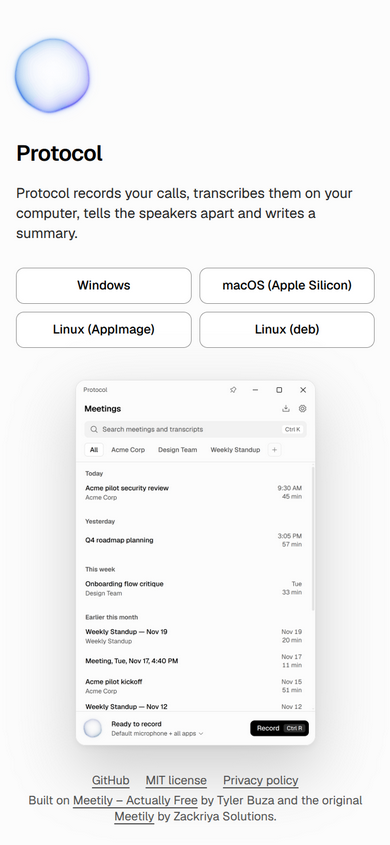 Protocol
Protocol records your calls, transcribes them on your
computer, tells the speakers apart and writes a
summary.
Windows
macOS (Apple Silicon)
Linux (AppImage)
Linux (deb)
Protocol
Meetings
Search meetings and transcripts
Ctrl K
All Acme Corp Design Team Weekly Standup +
Today
Acme pilot security review 9:30 AM
Acme Corp 45 min
Yesterday
Q4 roadmap planning 3:05 PM
57 min
This week
Onboarding flow critique Tue
Design Team 33 min
Earlier this month
Weekly Standup — Nov 19 Nov 19
Weekly Standup 20 min
Meeting, Tue, Nov 17, 4:40 PM Nov 17
11 min
Acme pilot kickoff Nov 15
Acme Corp 51 min
Weekly Standup — Nov 12 Nov 12
Ready to record
Default microphone + all apps
Record Ctrl R
GitHub MIT license Privacy policy
Built on Meetily – Actually Free by Tyler Buza and the original
Meetily by Zackriya Solutions.